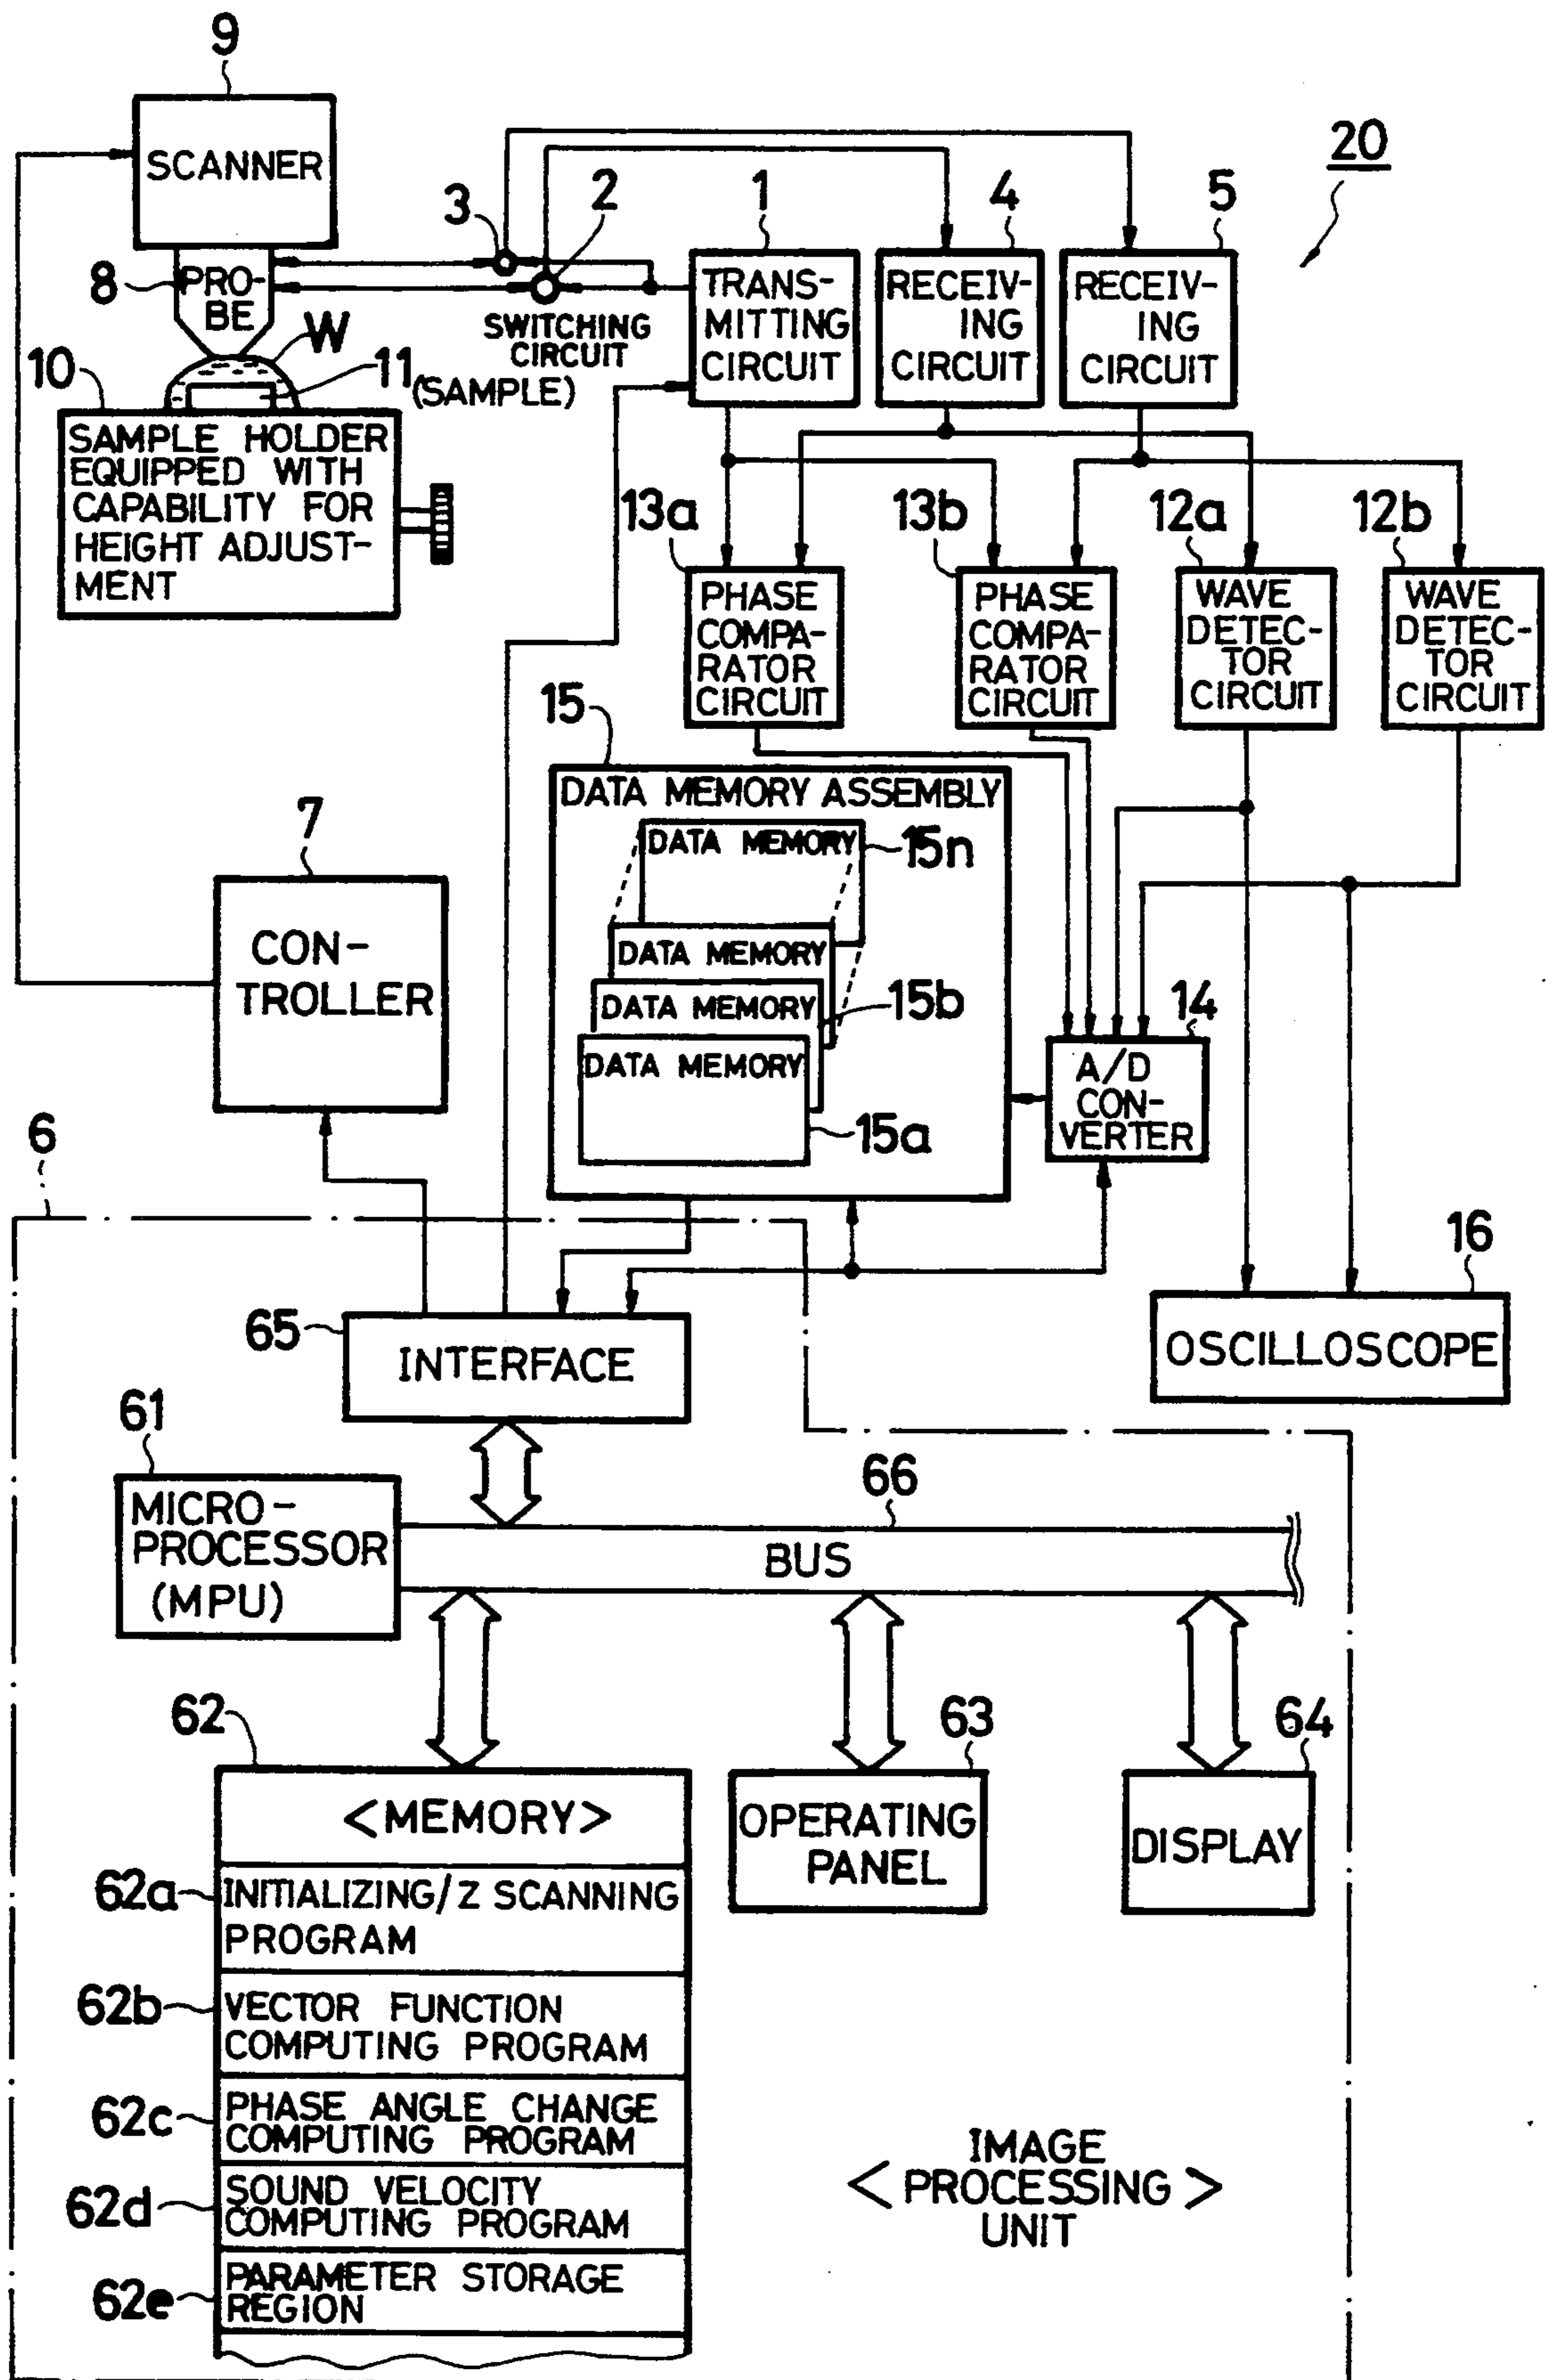 9
SCANNER
20
3
2
1
4
5
8
PRO-
BE
W
SWITCHING
CIRCUIT
TRANS-
MITTING
CIRCUIT
RECEIV-
ING
CIRCUIT
RECEIV-
ING
CIRCUIT
10
11
(SAMPLE)
SAMPLE HOLDER
EQUIPPED WITH
CAPABILITY FOR
HEIGHT ADJUST-
MENT
13a
13b
12a
12b
PHASE
COMPA-
RATOR
CIRCUIT
PHASE
COMPA-
RATOR
CIRCUIT
WAVE
DETEC-
TOR
CIRCUIT
WAVE
DETEC-
TOR
CIRCUIT
15
DATA MEMORY ASSEMBLY
DATA MEMORY
15n
DATA MEMORY
DATA MEMORY
15b
DATA MEMORY
15a
7
CON-
TROLLER
14
A/D
CON-
VERTER
6
16
OSCILLOSCOPE
65
INTERFACE
61
MICRO-
PROCESSOR
(MPU)
66
BUS
62
<MEMORY>
63
OPERATING
PANEL
64
DISPLAY
62a
INITIALIZING/Z SCANNING
PROGRAM
62b
VECTOR FUNCTION
COMPUTING PROGRAM
62c
PHASE ANGLE CHANGE
COMPUTING PROGRAM
62d
SOUND VELOCITY
COMPUTING PROGRAM
62e
PARAMETER STORAGE
REGION
IMAGE
< PROCESSING >
UNIT